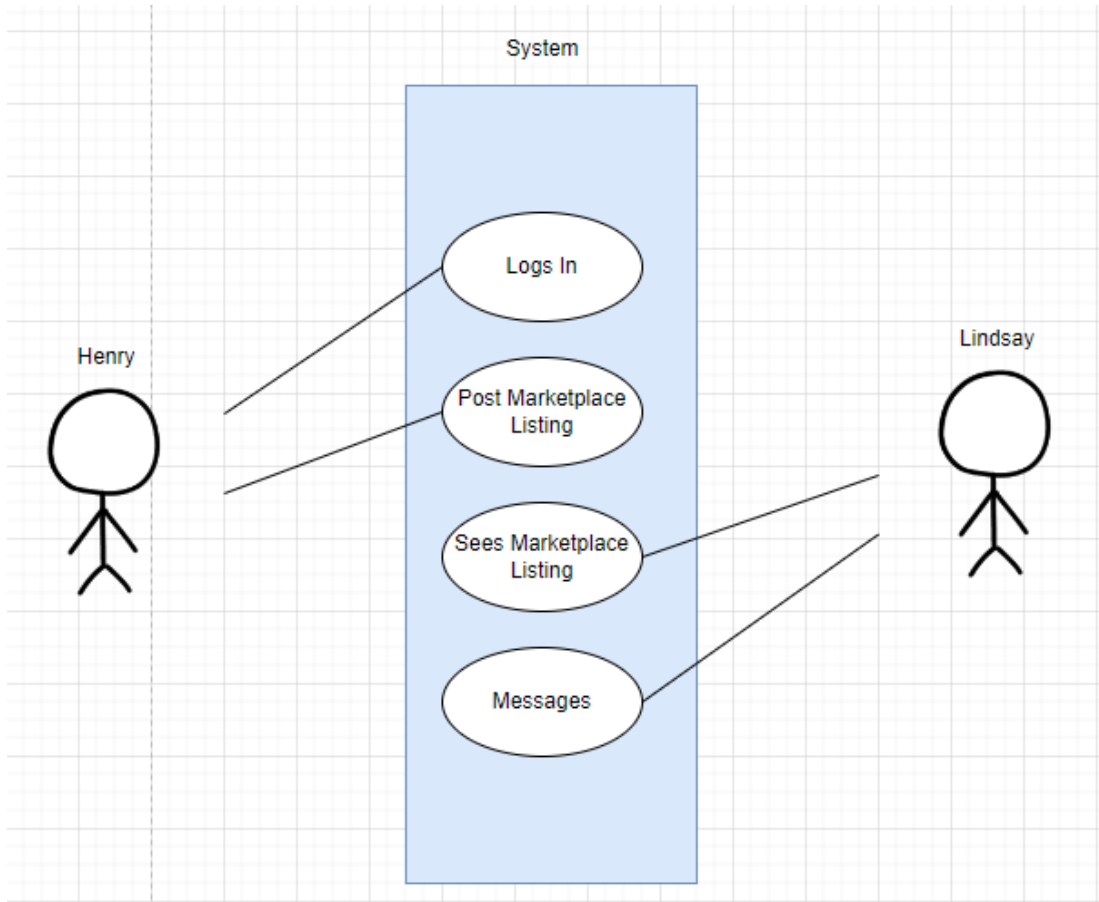 System
Logs In
Henry
Lindsay
Post Marketplace
Listing
Sees Marketplace
Listing
Messages